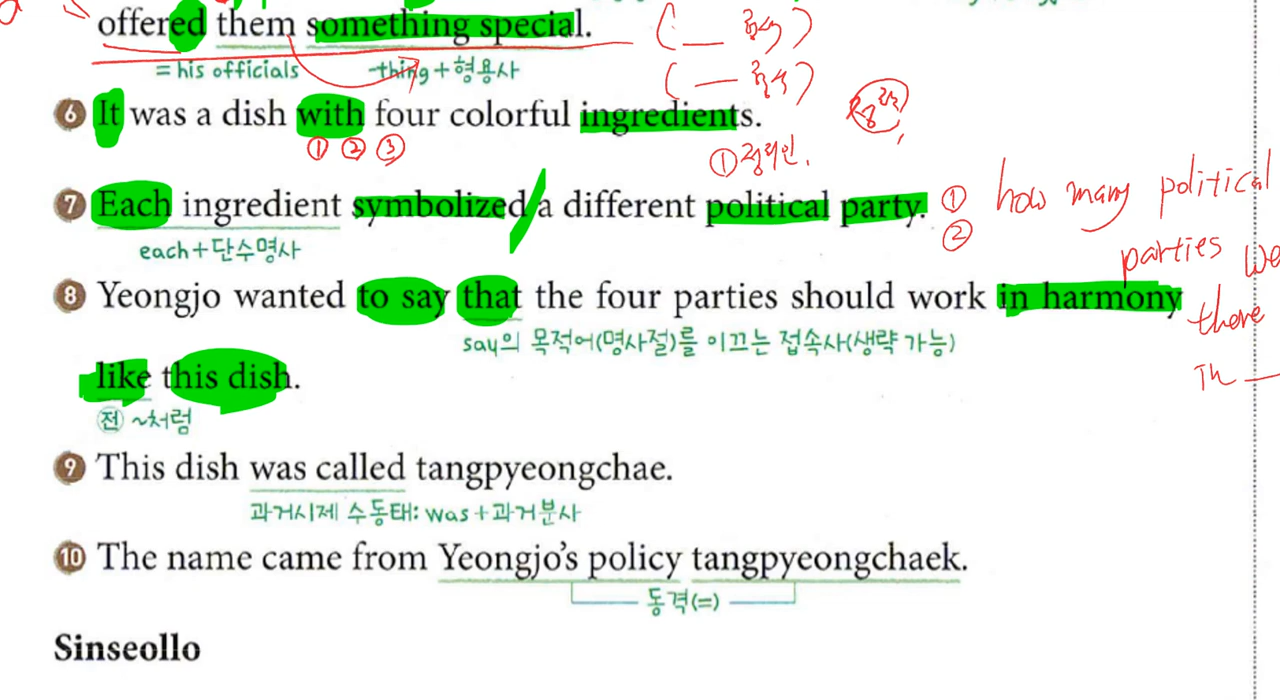 offered them something special.
= his officials -thing+형용사
⑥ It was a dish with four colorful ingredients.
① ② ③
① 정치인.
⑦ Each ingredient symbolized a different political party. ① how many political
② parties we
each+단수명사
⑧ Yeongjo wanted to say that the four parties should work in harmony
there
say의 목적어(명사절)를 이끄는 접속사(생략 가능)
like this dish.
전 ~처럼
⑨ This dish was called tangpyeongchae.
과거시제 수동태: was+과거분사
⑩ The name came from Yeongjo's policy tangpyeongchaek.
동격(=)
Sinseollo